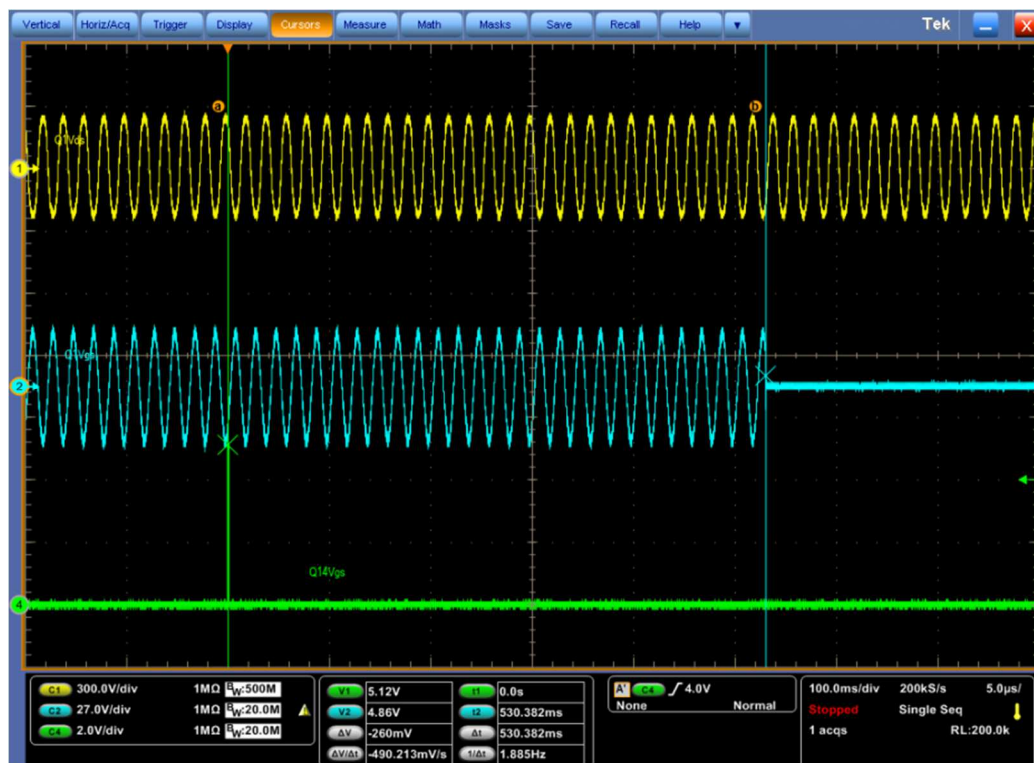 Vertical Horiz/Acq Trigger Display Cursors Measure Math Masks Save Recall Help Tek X
a b
Q1Vds
1
Q1Vgs
2
Q14Vgs
4
C1 300.0V/div 1MΩ BW:500M
C2 27.0V/div 1MΩ BW:20.0M
C4 2.0V/div 1MΩ BW:20.0M
V1 5.12V t1 0.0s
V2 4.86V t2 530.382ms
ΔV -260mV Δt 530.382ms
ΔV/Δt -490.213mV/s 1/Δt 1.885Hz
A' C4 4.0V
None Normal
100.0ms/div 200kS/s 5.0µs/
Stopped Single Seq
1 acqs RL:200.0k